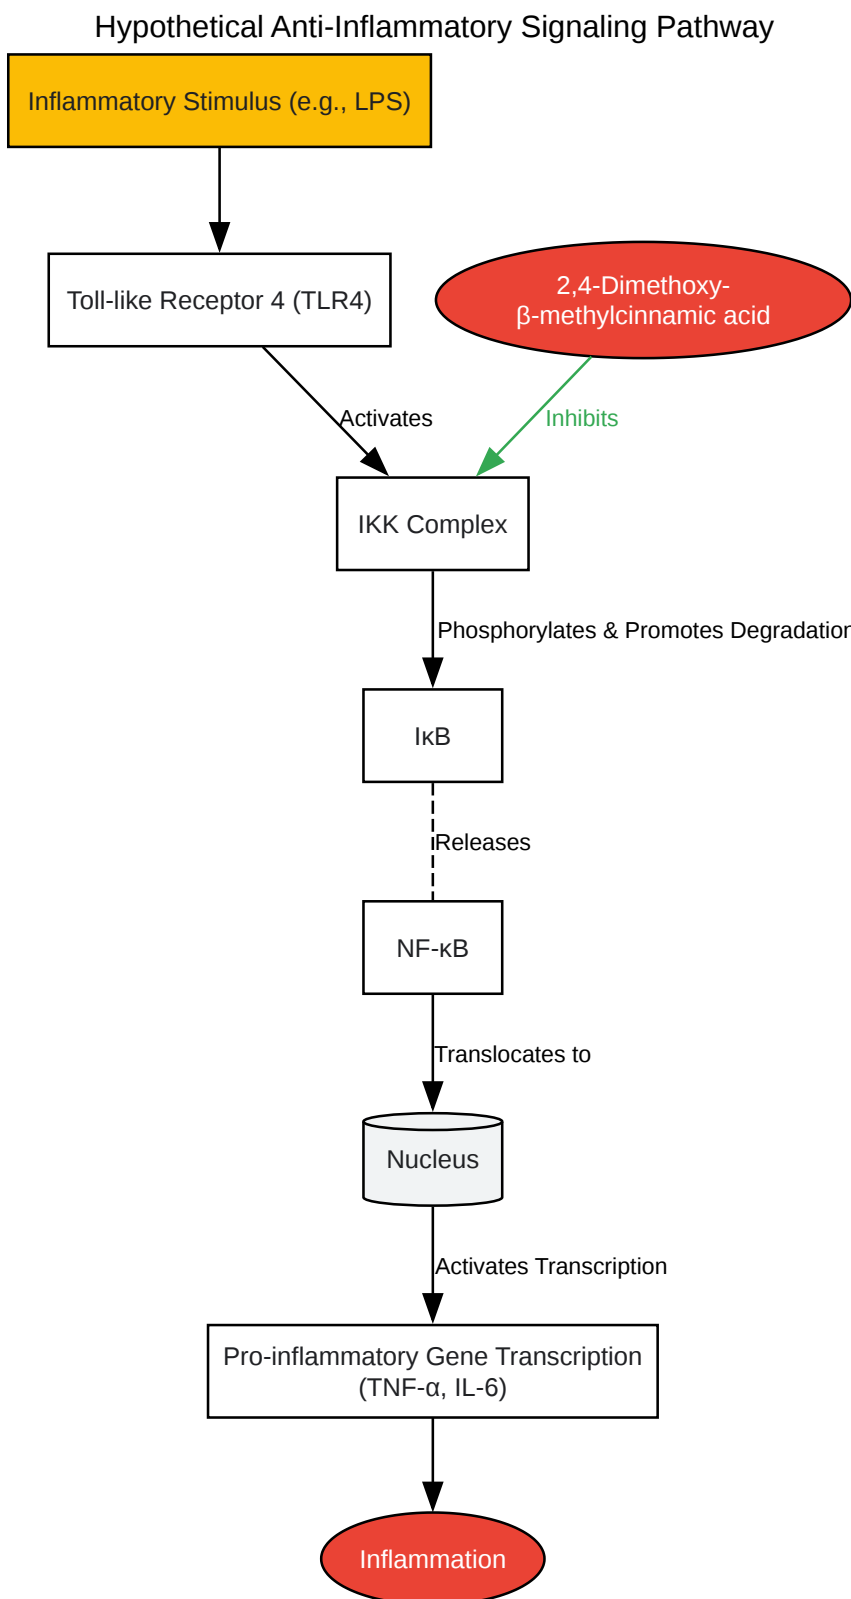 Hypothetical Anti-Inflammatory Signaling Pathway
Inflammatory Stimulus (e.g., LPS)
Toll-like Receptor 4 (TLR4)
2,4-Dimethoxy-
β-methylcinnamic acid
Activates
Inhibits
IKK Complex
Phosphorylates & Promotes Degradation
IκB
Releases
NF-κB
Translocates to
Nucleus
Activates Transcription
Pro-inflammatory Gene Transcription
(TNF-α, IL-6)
Inflammation